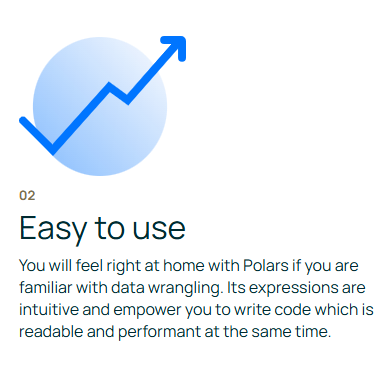 02
Easy to use
You will feel right at home with Polars if you are
familiar with data wrangling. Its expressions are
intuitive and empower you to write code which is
readable and performant at the same time.